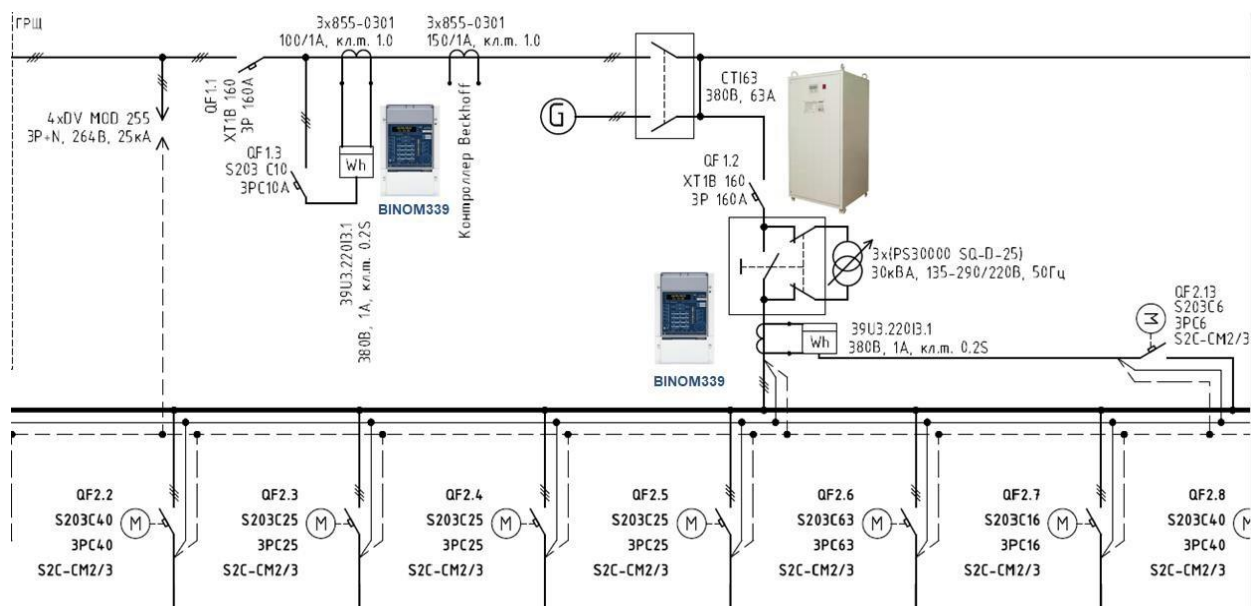 ГРЩ
3х855-0301
100/1А, кл.т. 1.0
3х855-0301
150/1А, кл.т. 1.0
QF1.1
ХТ1В 160
3Р 160А
4хDV MOD 255
3Р+N, 264В, 25кА
QF1.3
S203 C10
3РС10А
Wh
BINOM339
39U3.220I3.1
380В, 1А, кл.т. 0.2S
Контроллер Beckhoff
G
СТI63
380В, 63А
QF1.2
ХТ1В 160
3Р 160А
3х(PS30000 SQ-D-25)
30кВА, 135-290/220В, 50Гц
BINOM339
Wh
39U3.220I3.1
380В, 1А, кл.т. 0.2S
M
QF2.13
S203C6
3РС6
S2C-CM2/3
QF2.2
S203C40
3РС40
S2C-CM2/3
M
QF2.3
S203C25
3РС25
S2C-CM2/3
M
QF2.4
S203C25
3РС25
S2C-CM2/3
M
QF2.5
S203C25
3РС25
S2C-CM2/3
M
QF2.6
S203C63
3РС63
S2C-CM2/3
M
QF2.7
S203C16
3РС16
S2C-CM2/3
M
QF2.8
S203C40
3РС40
S2C-CM2/3